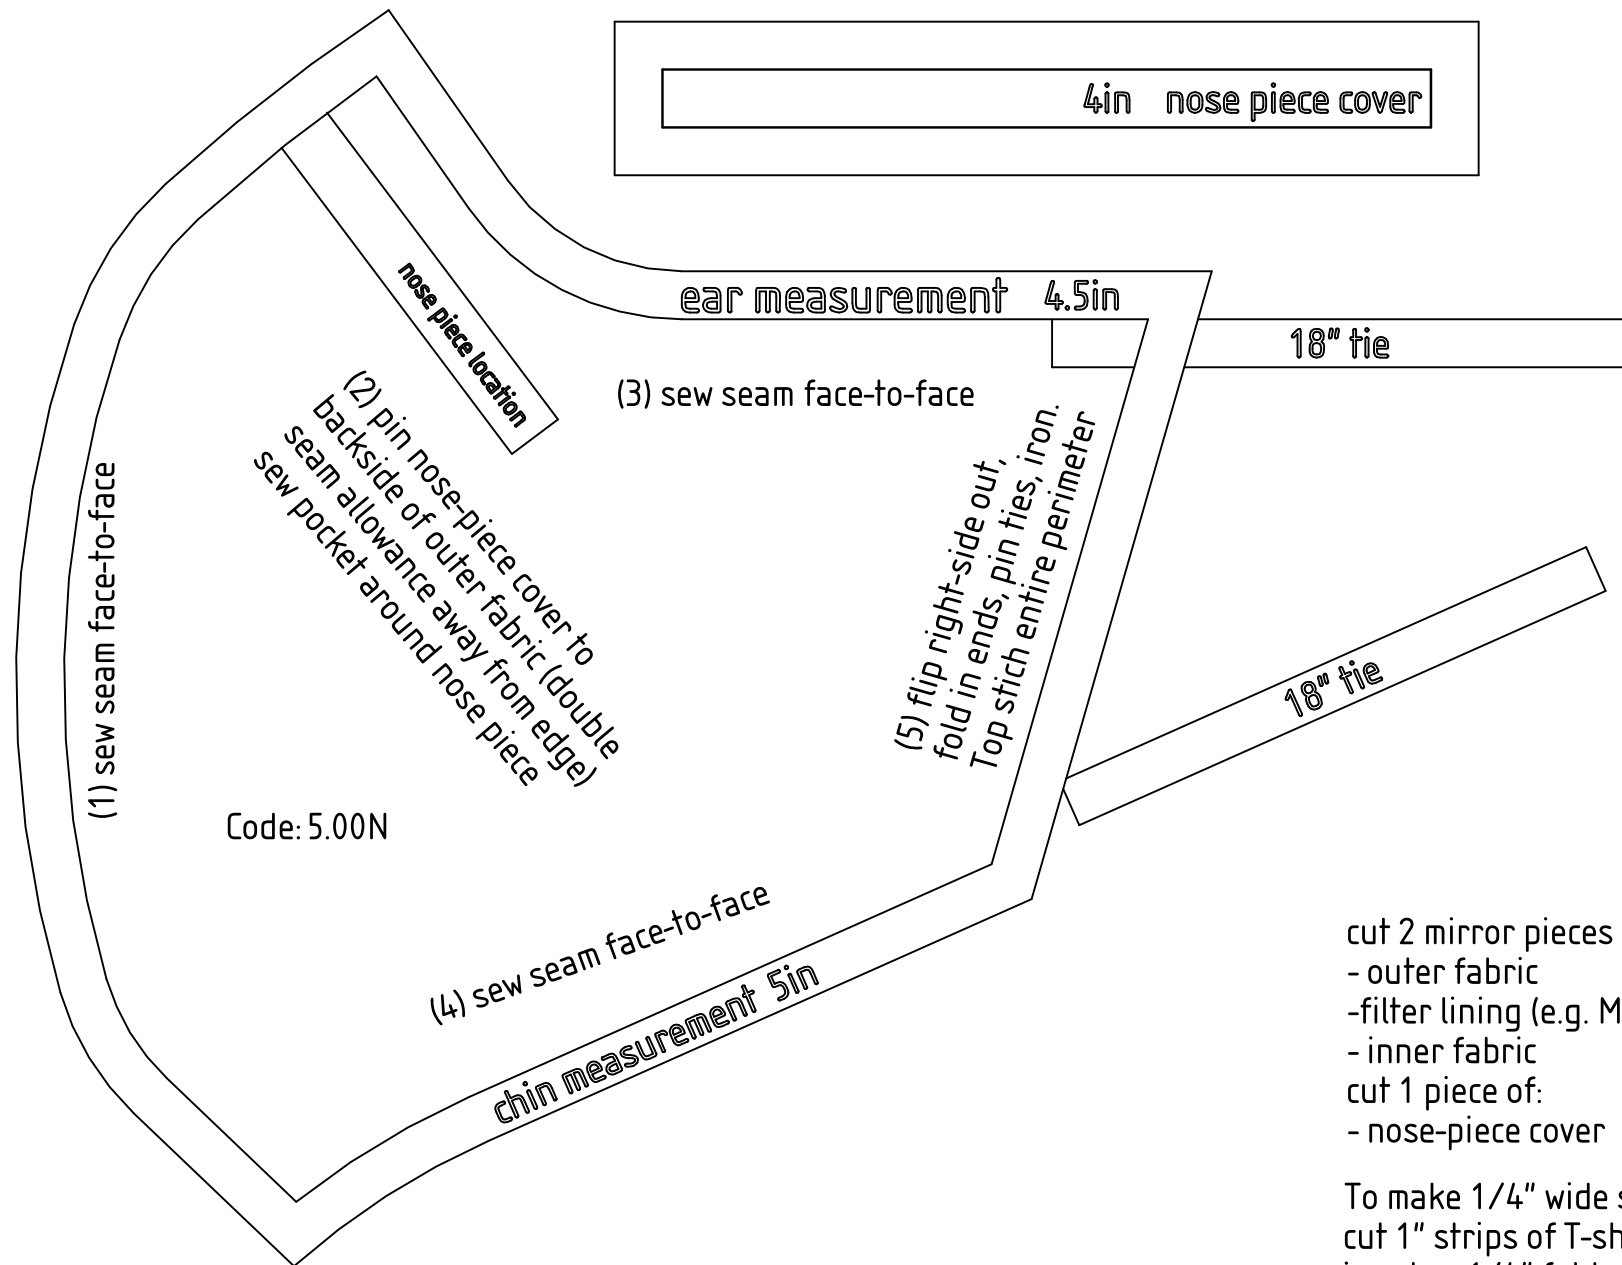 4in nose piece cover
ear measurement 4.5in
18" tie
nose piece location
(3) sew seam face-to-face
(2) pin nose-piece cover to
backside of outer fabric (double
seam allowance away from edge)
sew pocket around nose piece
(1) sew seam face-to-face
(5) flip right-side out,
fold in ends, pin ties, iron.
Top stich entire perimeter
18" tie
Code: 5.00N
(4) sew seam face-to-face
chin measurement 5in
cut 2 mirror pieces
- outer fabric
-filter lining (e.g. M
- inner fabric
cut 1 piece of:
- nose-piece cover
To make 1/4" wide s
cut 1" strips of T-sh